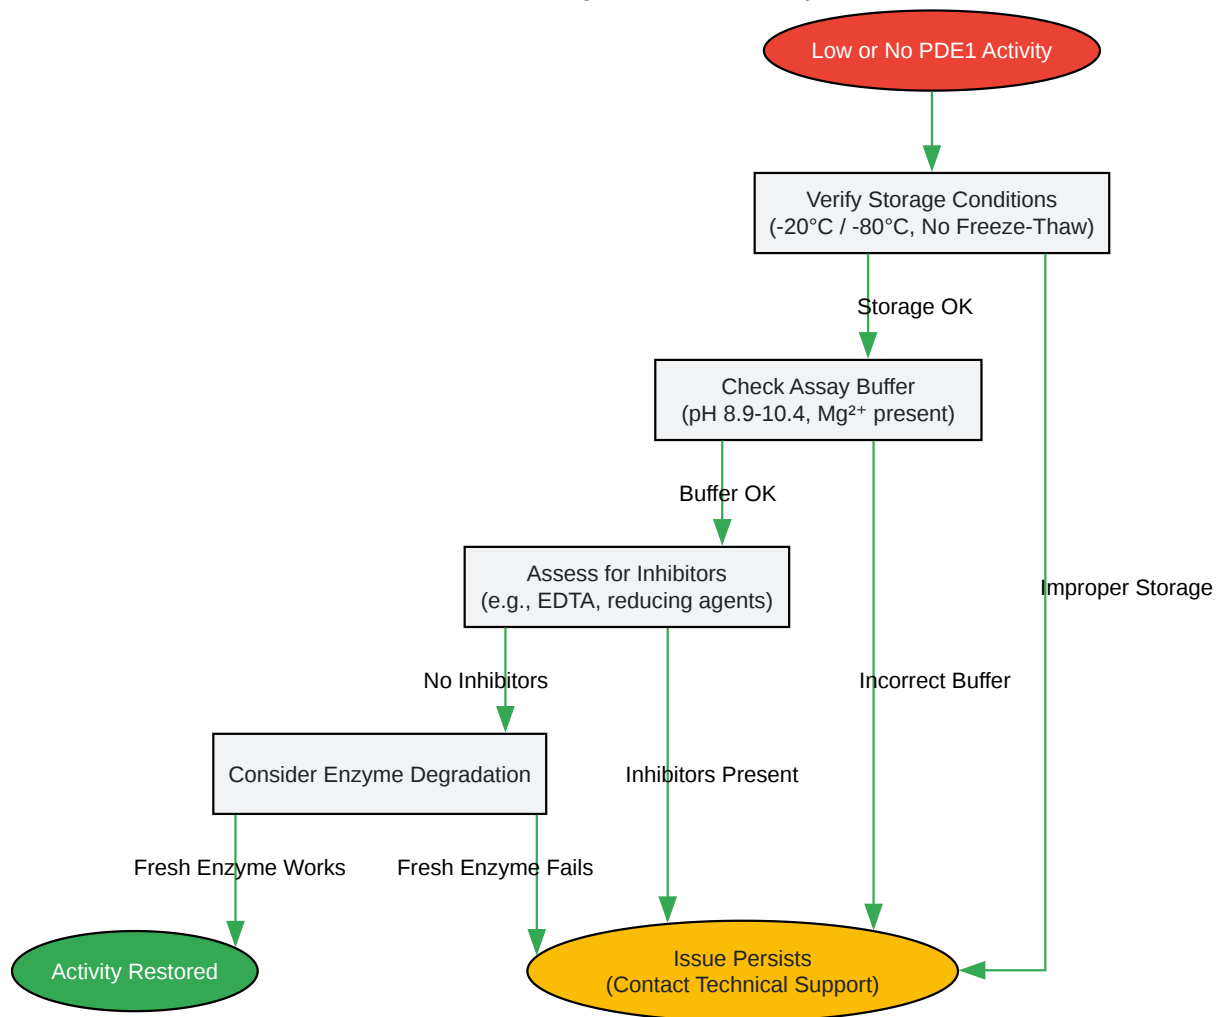 Low or No PDE1 Activity
Verify Storage Conditions
(-20°C / -80°C, No Freeze-Thaw)
Storage OK
Check Assay Buffer
(pH 8.9-10.4, Mg²⁺ present)
Buffer OK
Assess for Inhibitors
(e.g., EDTA, reducing agents)
Improper Storage
No Inhibitors
Incorrect Buffer
Consider Enzyme Degradation
Inhibitors Present
Fresh Enzyme Works
Fresh Enzyme Fails
Activity Restored
Issue Persists
(Contact Technical Support)